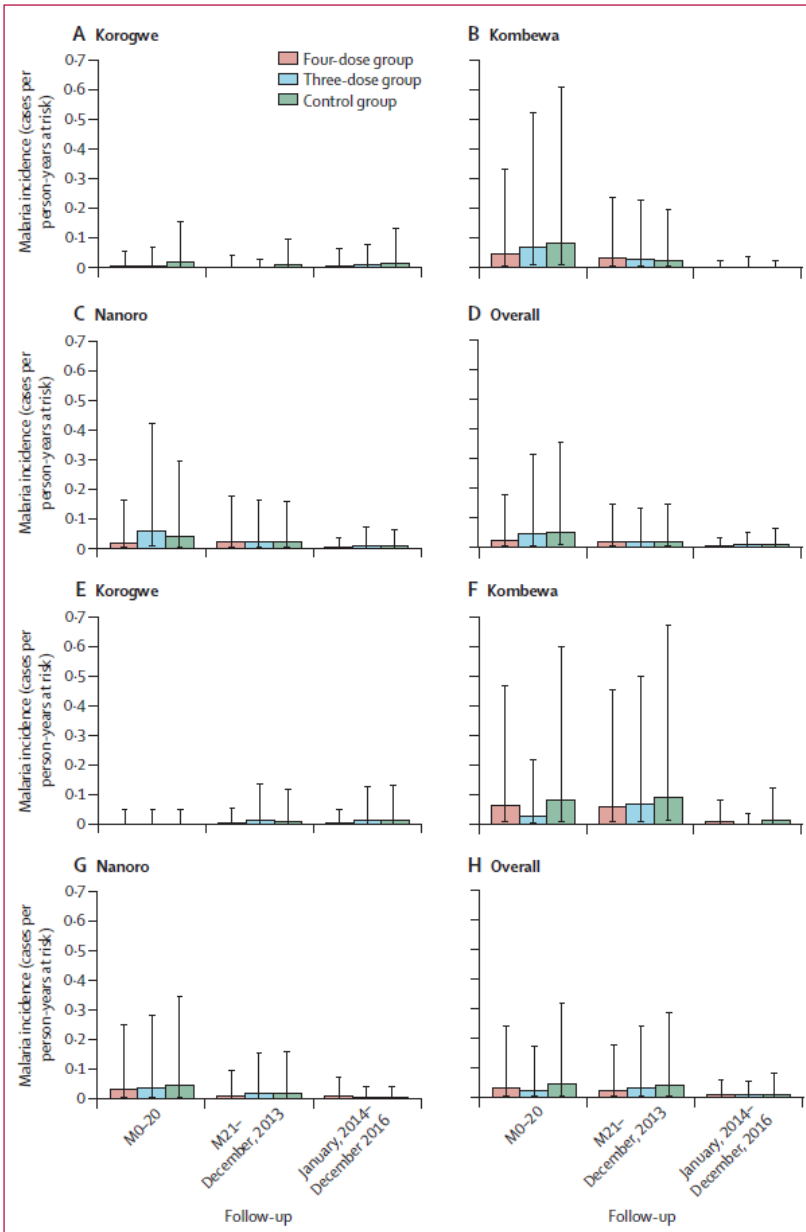 A Korogwe
Malaria incidence (cases per
person-years at risk)
0·7
0·6
0·5
0·4
0·3
0·2
0·1
0
Four-dose group
Three-dose group
Control group
B Kombewa
C Nanoro
Malaria incidence (cases per
person-years at risk)
0·7
0·6
0·5
0·4
0·3
0·2
0·1
0
D Overall
E Korogwe
Malaria incidence (cases per
person-years at risk)
0·7
0·6
0·5
0·4
0·3
0·2
0·1
0
F Kombewa
G Nanoro
Malaria incidence (cases per
person-years at risk)
0·7
0·6
0·5
0·4
0·3
0·2
0·1
0
M0–20
M21–
December, 2013
January, 2014–
December 2016
Follow-up
H Overall
M0–20
M21–
December, 2013
January, 2014–
December 2016
Follow-up